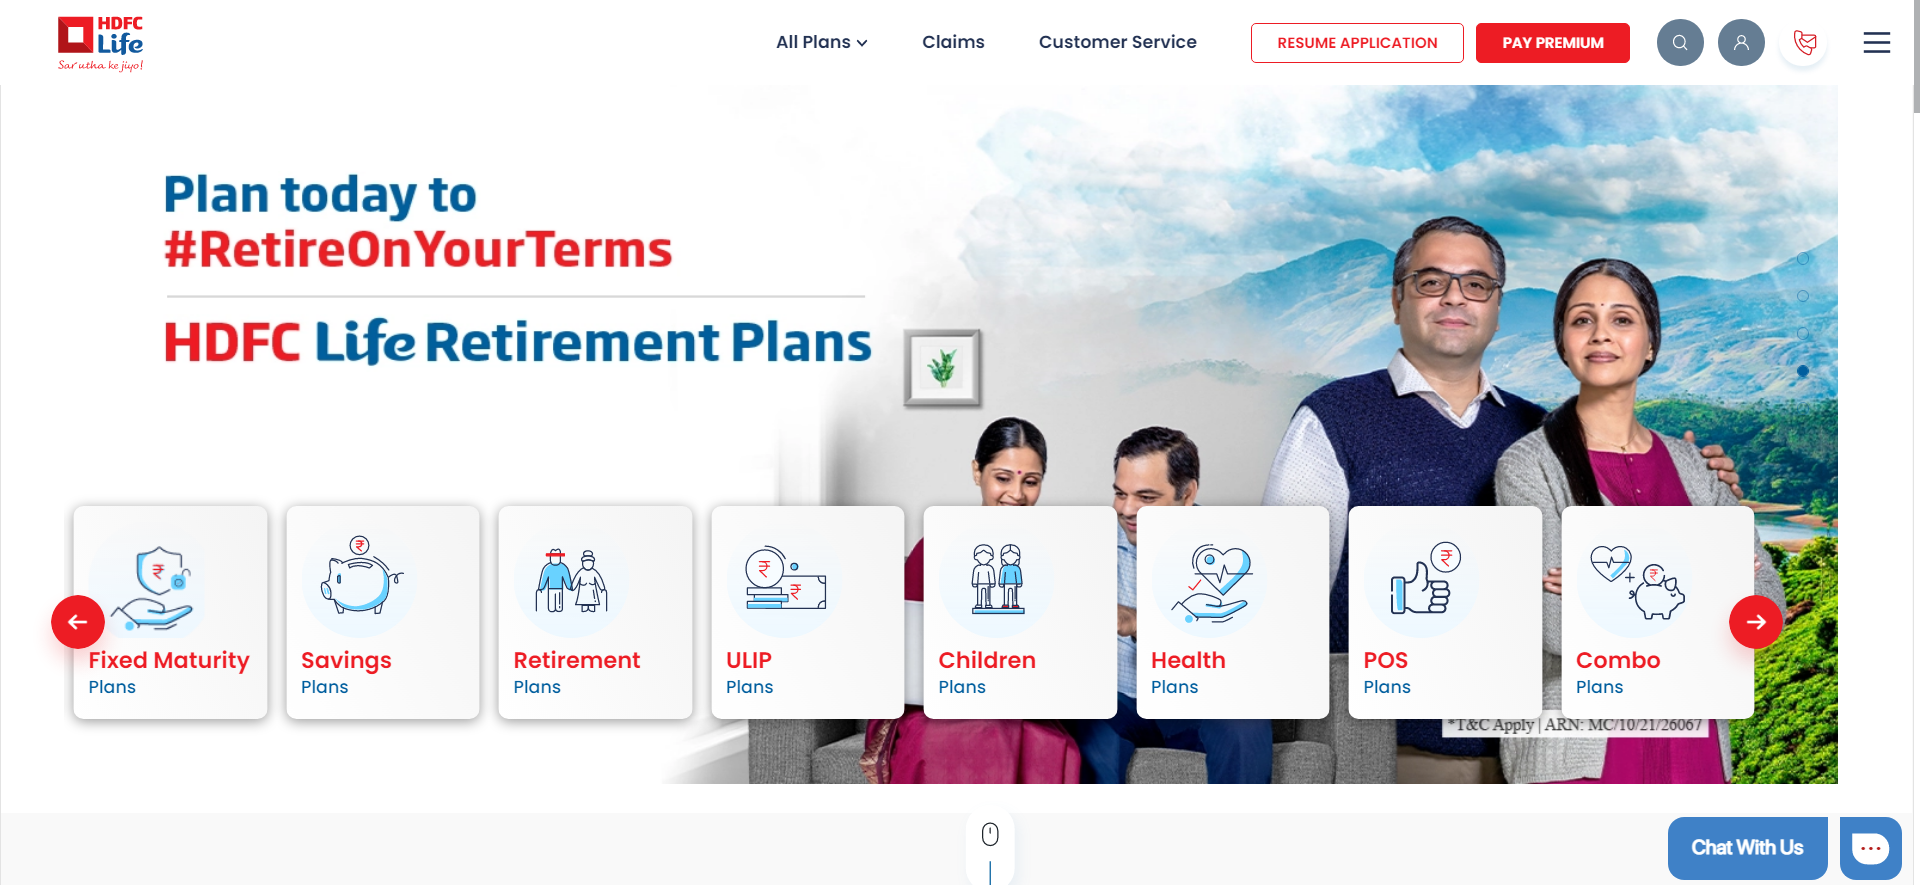 HDFC
Life
Sar utha ke jiyo!
All Plans
Claims
Customer Service
RESUME APPLICATION
PAY PREMIUM
Plan today to
#RetireOnYourTerms
HDFC Life Retirement Plans
Fixed Maturity
Plans
Savings
Plans
Retirement
Plans
ULIP
Plans
Children
Plans
Health
Plans
POS
Plans
Combo
Plans
*T&C Apply | ARN: MC/10/21/26067
Chat With Us